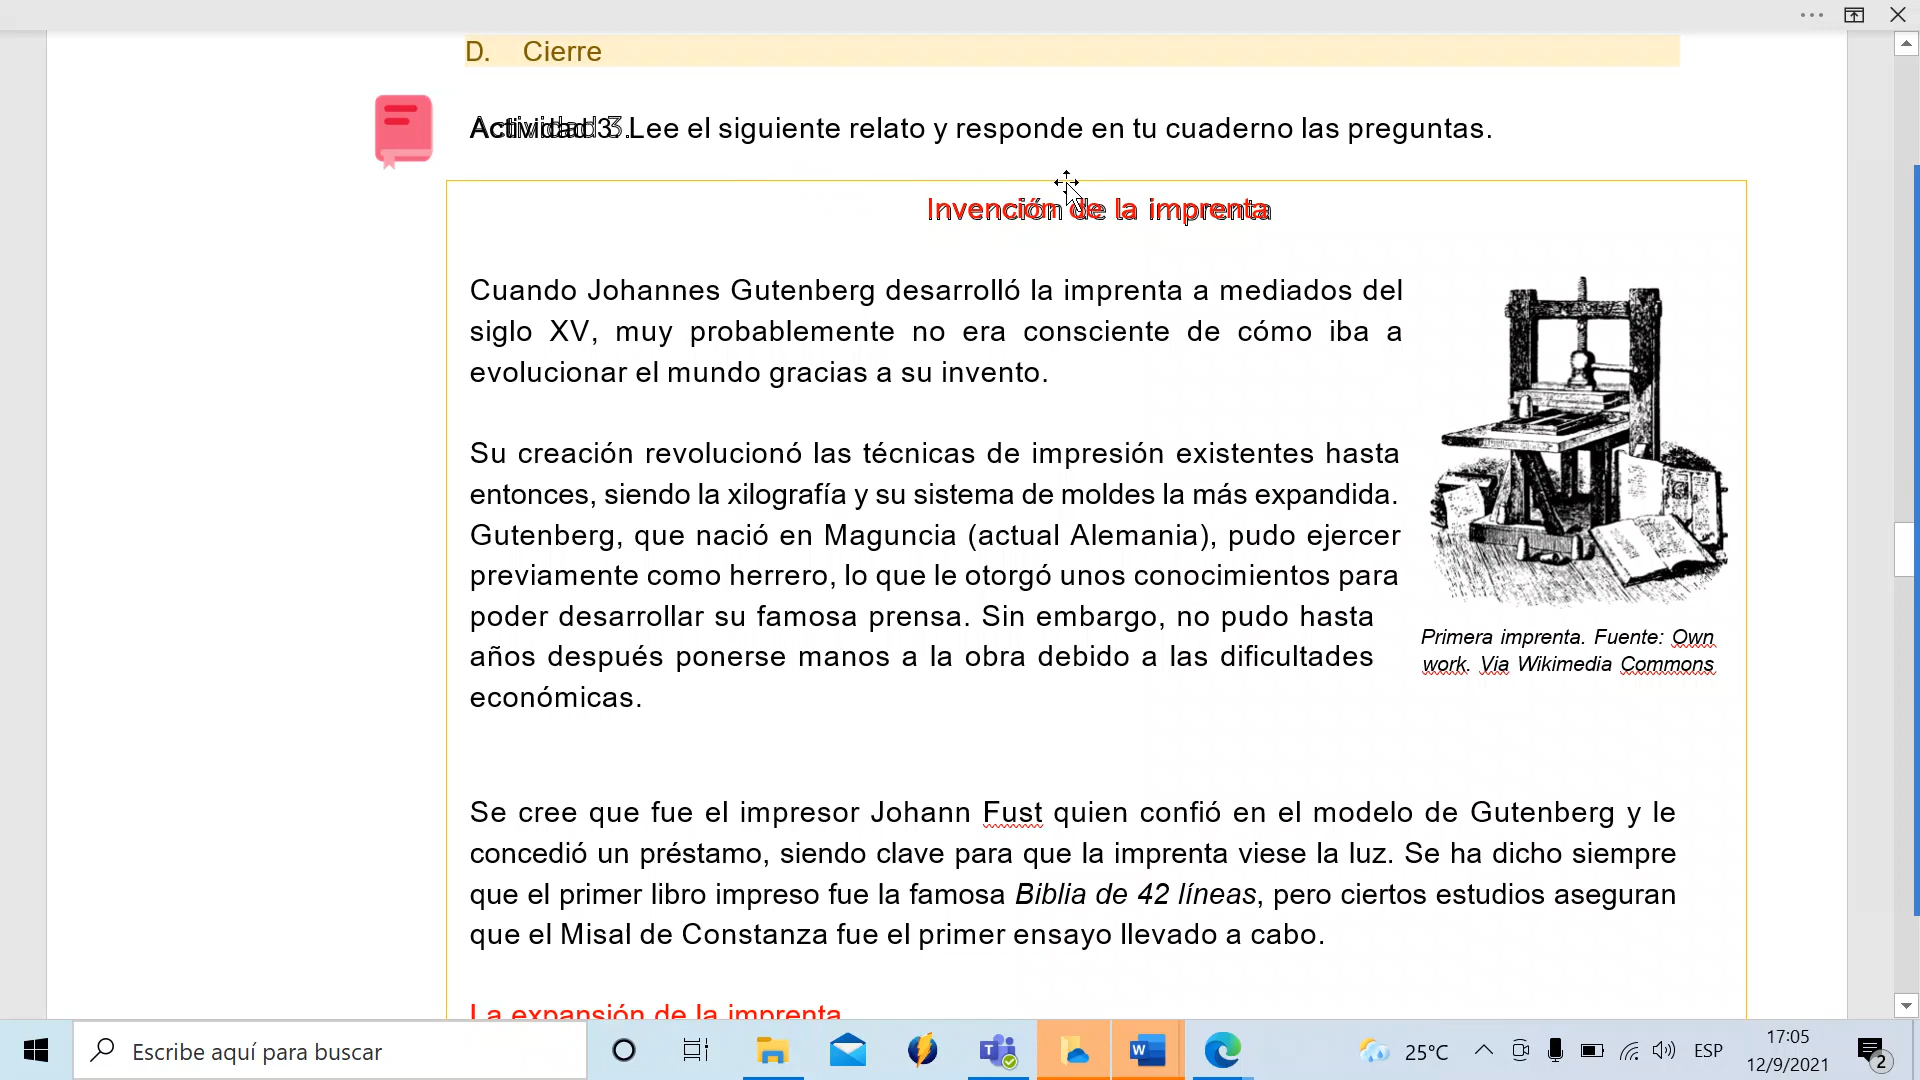 D. Cierre
Actividad 3. Lee el siguiente relato y responde en tu cuaderno las preguntas.
Invención de la imprenta
Cuando Johannes Gutenberg desarrolló la imprenta a mediados del
siglo XV, muy probablemente no era consciente de cómo iba a
evolucionar el mundo gracias a su invento.
Su creación revolucionó las técnicas de impresión existentes hasta
entonces, siendo la xilografía y su sistema de moldes la más expandida.
Gutenberg, que nació en Maguncia (actual Alemania), pudo ejercer
previamente como herrero, lo que le otorgó unos conocimientos para
poder desarrollar su famosa prensa. Sin embargo, no pudo hasta
años después ponerse manos a la obra debido a las dificultades
económicas.
Primera imprenta. Fuente: Own
work. Via Wikimedia Commons
Se cree que fue el impresor Johann Fust quien confió en el modelo de Gutenberg y le
concedió un préstamo, siendo clave para que la imprenta viese la luz. Se ha dicho siempre
que el primer libro impreso fue la famosa Biblia de 42 líneas, pero ciertos estudios aseguran
que el Misal de Constanza fue el primer ensayo llevado a cabo.
La expansión de la imprenta
Escribe aquí para buscar
25°C
ESP
17:05
12/9/2021
2